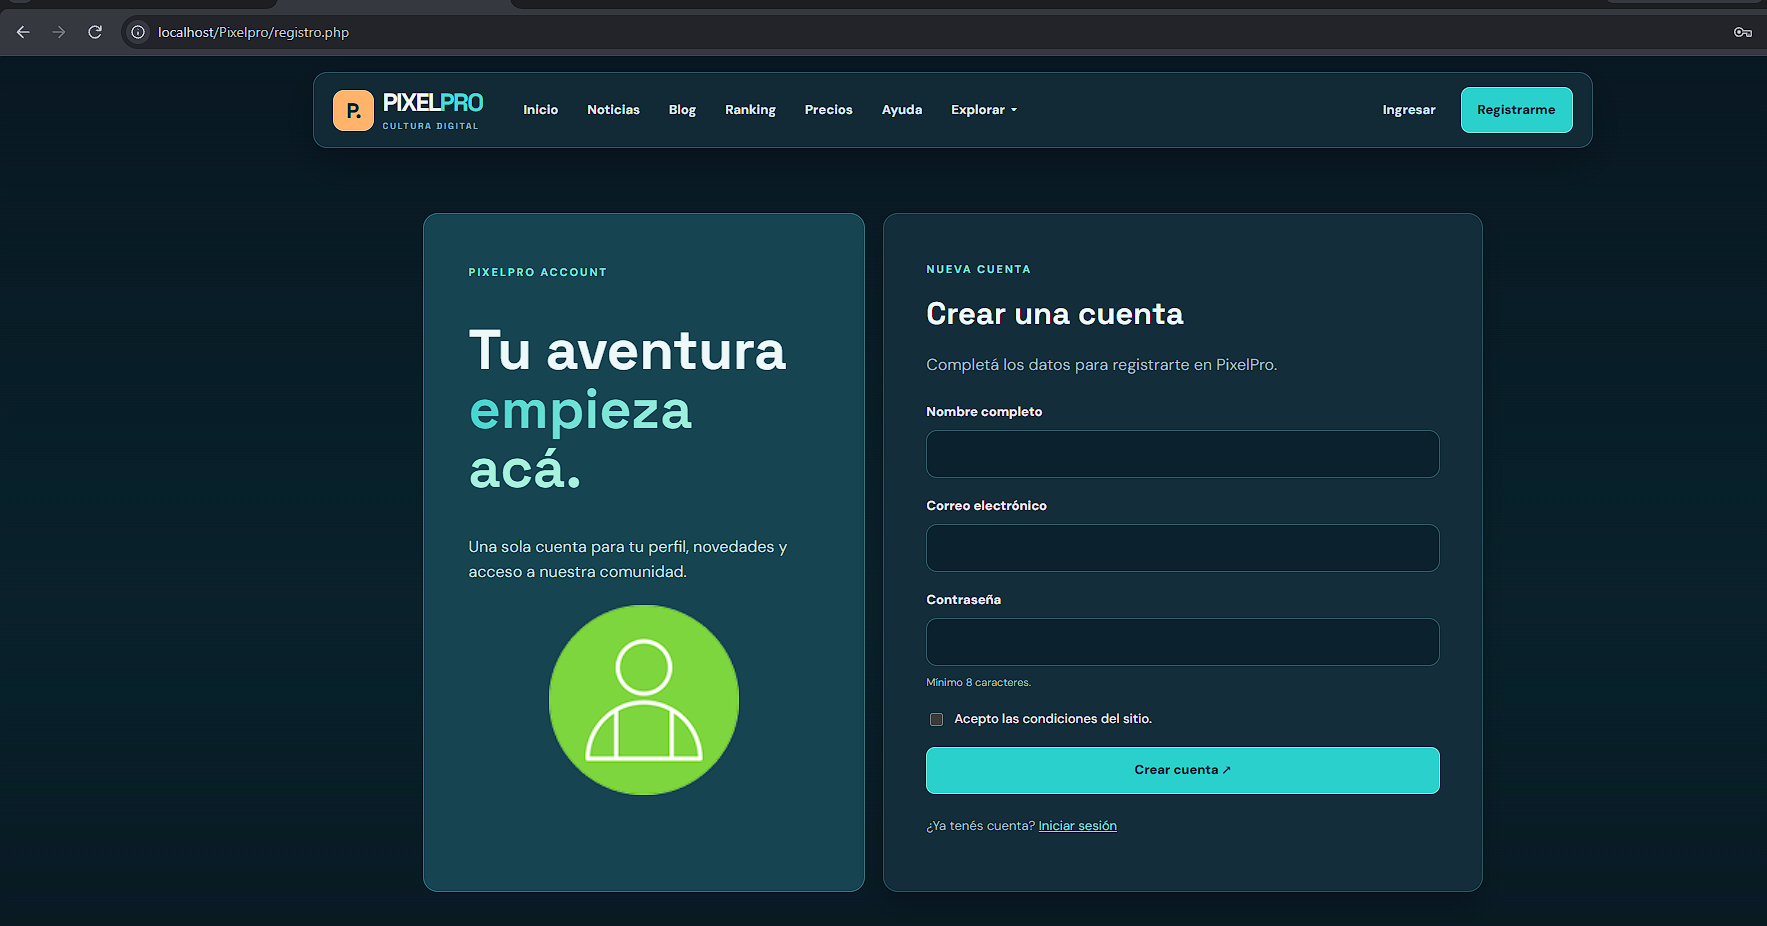 localhost/Pixelpro/registro.php
P.
PIXELPRO
CULTURA DIGITAL
Inicio
Noticias
Blog
Ranking
Precios
Ayuda
Explorar
Ingresar
Registrarme
PIXELPRO ACCOUNT
Tu aventura
empieza
acá.
Una sola cuenta para tu perfil, novedades y
acceso a nuestra comunidad.
NUEVA CUENTA
Crear una cuenta
Completá los datos para registrarte en PixelPro.
Nombre completo
Correo electrónico
Contraseña
Mínimo 8 caracteres.
Acepto las condiciones del sitio.
Crear cuenta ↗
¿Ya tenés cuenta? Iniciar sesión